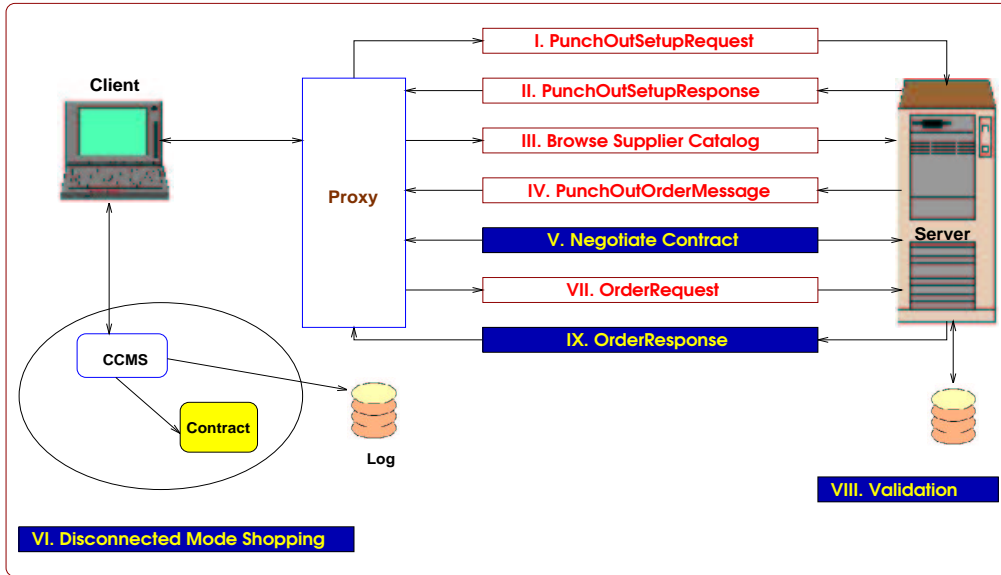 I. PunchOutSetupRequest
Client
II. PunchOutSetupResponse
III. Browse Supplier Catalog
Proxy
IV. PunchOutOrderMessage
Server
V. Negotiate Contract
VII. OrderRequest
IX. OrderResponse
CCMS
Contract
Log
VIII. Validation
VI. Disconnected Mode Shopping